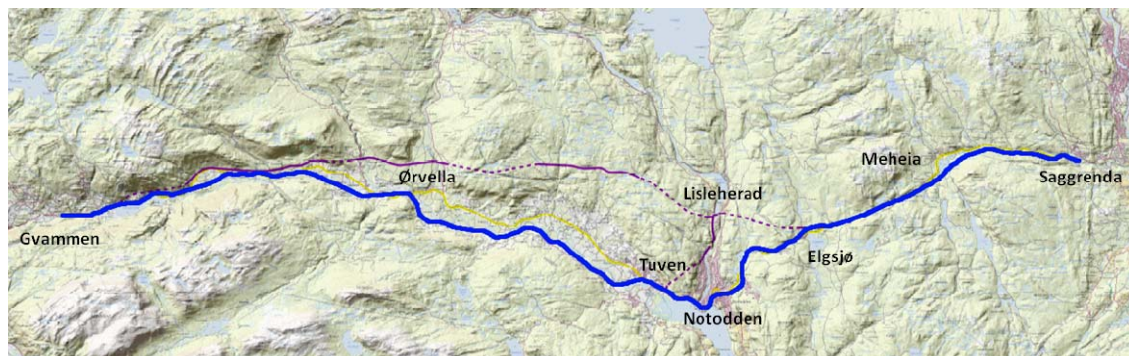 Meheia
Saggrenda
Ørvella
Lisleherad
Gvammen
Elgsjø
Tuven
Notodden